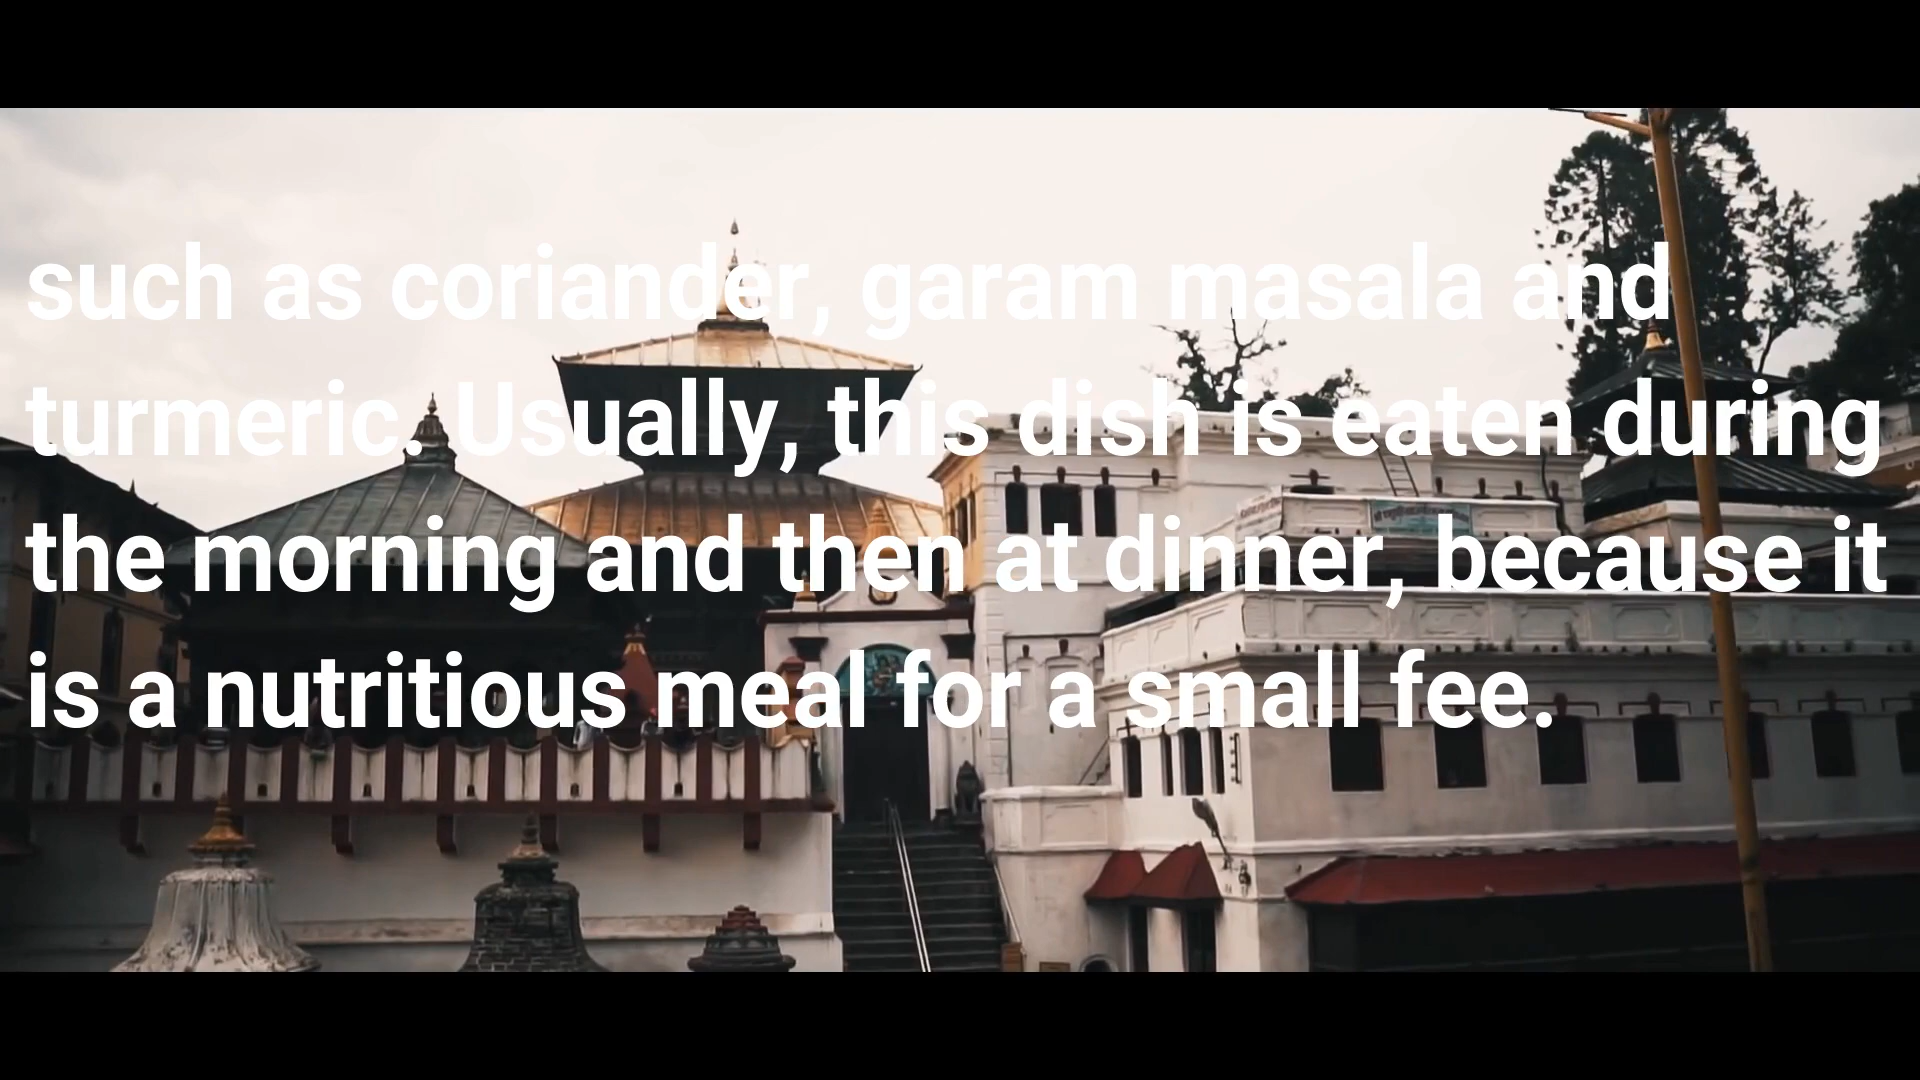 such as coriander, garam masala and
turmeric. Usually, this dish is eaten during
the morning and then at dinner, because it
is a nutritious meal for a small fee.